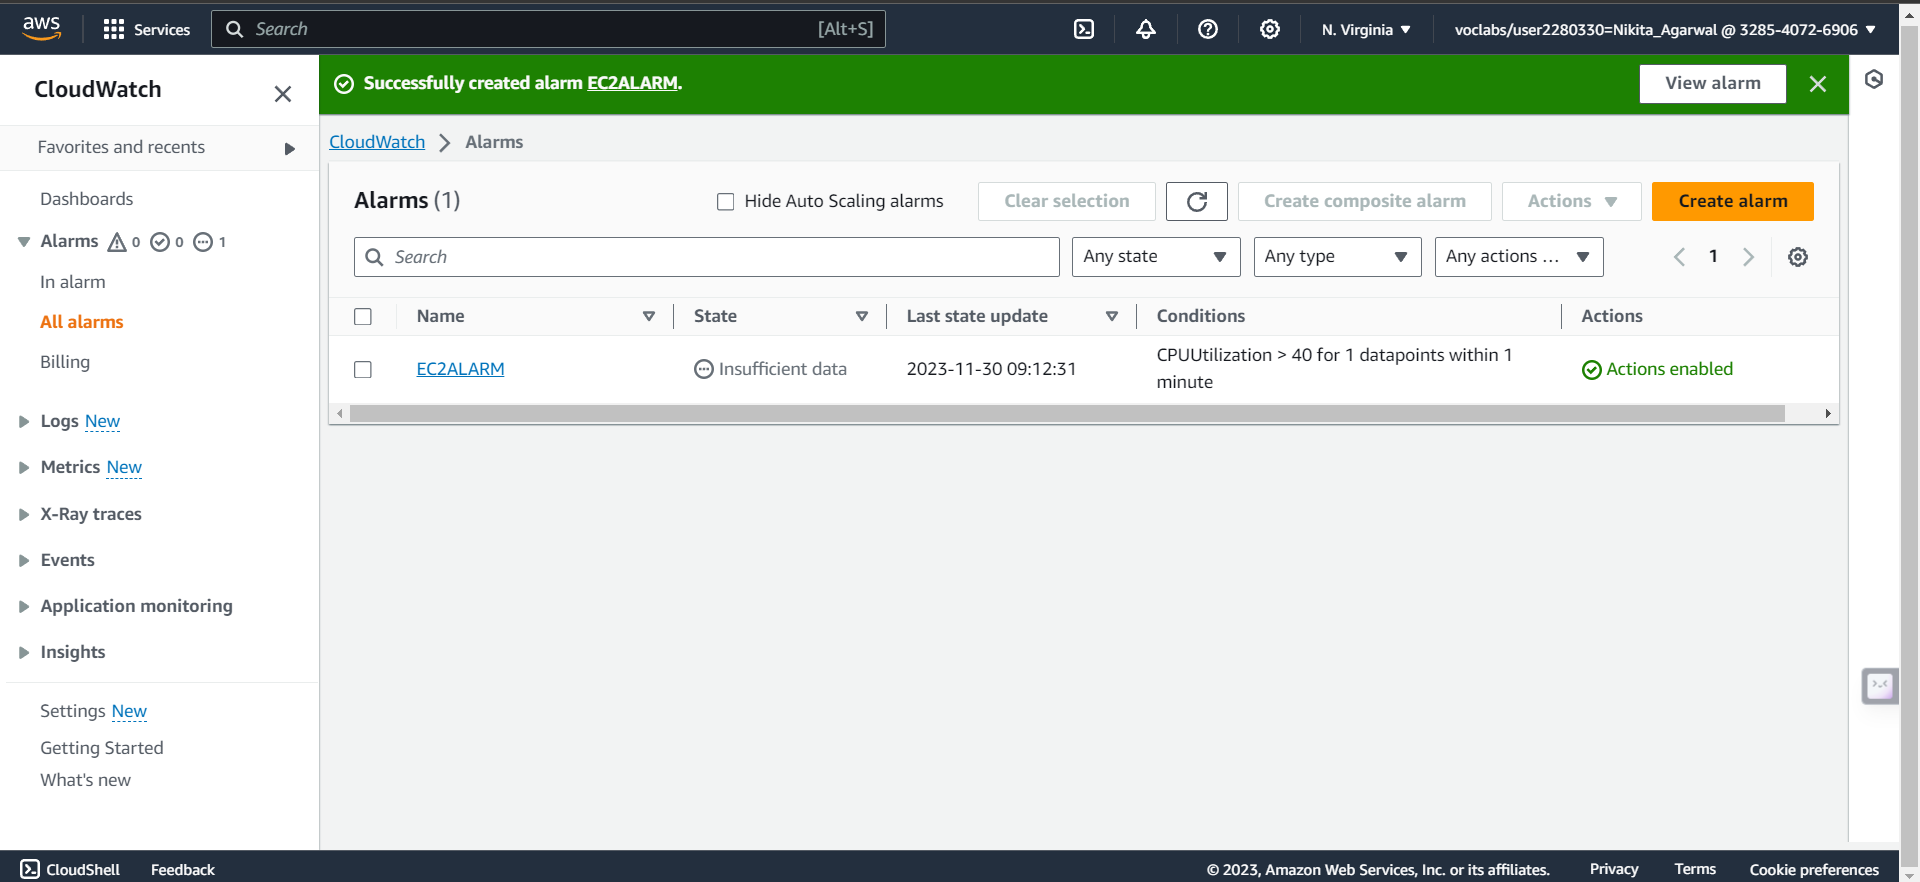 aws
Services
Search
[Alt+S]
N. Virginia
voclabs/user2280330=Nikita_Agarwal @ 3285-4072-6906
CloudWatch
Favorites and recents
Dashboards
Alarms 0 0 1
In alarm
All alarms
Billing
Logs New
Metrics New
X-Ray traces
Events
Application monitoring
Insights
Settings New
Getting Started
What's new
Successfully created alarm EC2ALARM.
View alarm
CloudWatch
Alarms
Alarms (1)
Hide Auto Scaling alarms
Clear selection
Create composite alarm
Actions
Create alarm
Search
Any state
Any type
Any actions ...
1
Name
State
Last state update
Conditions
Actions
EC2ALARM
Insufficient data
2023-11-30 09:12:31
CPUUtilization > 40 for 1 datapoints within 1
minute
Actions enabled
CloudShell
Feedback
© 2023, Amazon Web Services, Inc. or its affiliates.
Privacy
Terms
Cookie preferences